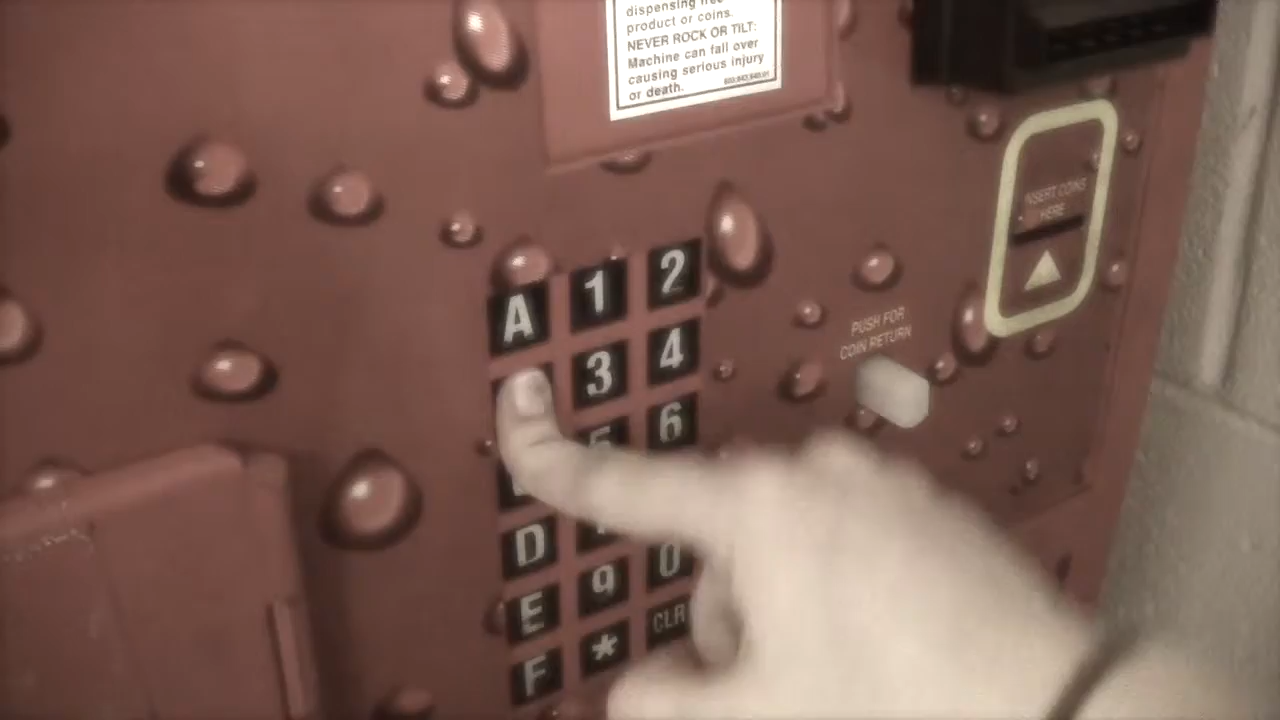 dispensing free
product or coins.
NEVER ROCK OR TILT:
Machine can fall over
causing serious injury
or death.
INSERT COINS
HERE
PUSH FOR
COIN RETURN
A 1 2
3 4
5 6
D 0
E 9 CLR
F *